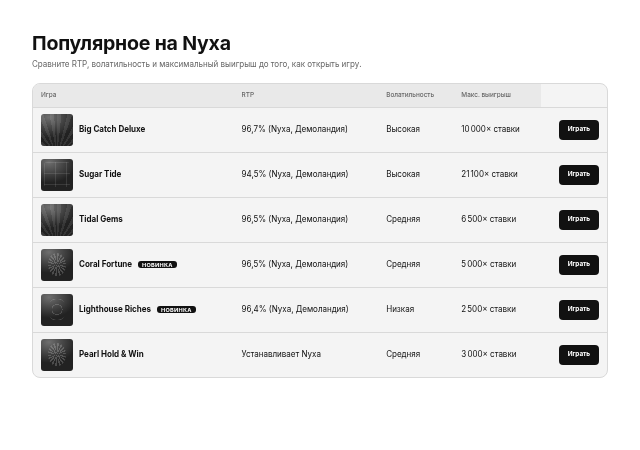 Популярное на Nyxa
Сравните RTP, волатильность и максимальный выигрыш до того, как открыть игру.
Игра RTP Волатильность Макс. выигрыш
Big Catch Deluxe 96,7% (Nyxa, Демоландия) Высокая 10 000× ставки Играть
Sugar Tide 94,5% (Nyxa, Демоландия) Высокая 21 100× ставки Играть
Tidal Gems 96,5% (Nyxa, Демоландия) Средняя 6 500× ставки Играть
Coral Fortune НОВИНКА 96,5% (Nyxa, Демоландия) Средняя 5 000× ставки Играть
Lighthouse Riches НОВИНКА 96,4% (Nyxa, Демоландия) Низкая 2 500× ставки Играть
Pearl Hold & Win Устанавливает Nyxa Средняя 3 000× ставки Играть